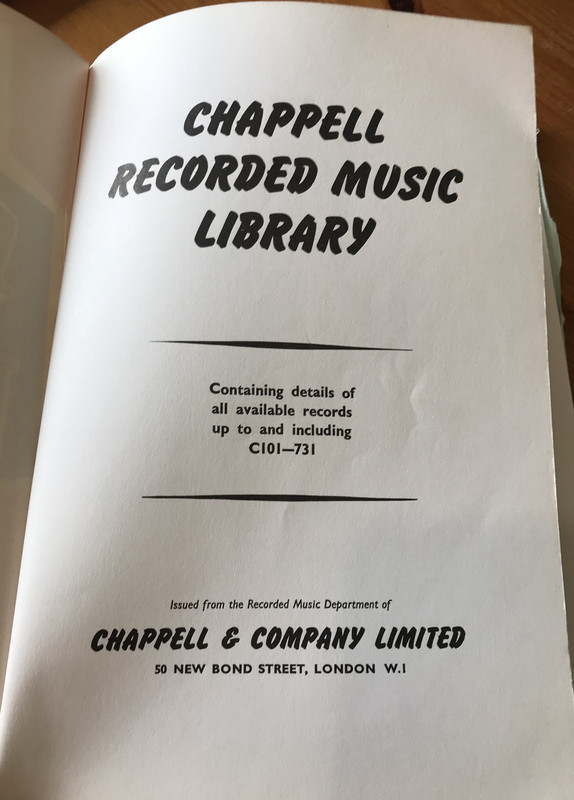 CHAPPELL
RECORDED MUSIC
LIBRARY
Containing details of
all available records
up to and including
C101—731
Issued from the Recorded Music Department of
CHAPPELL & COMPANY LIMITED
50 NEW BOND STREET, LONDON W.1